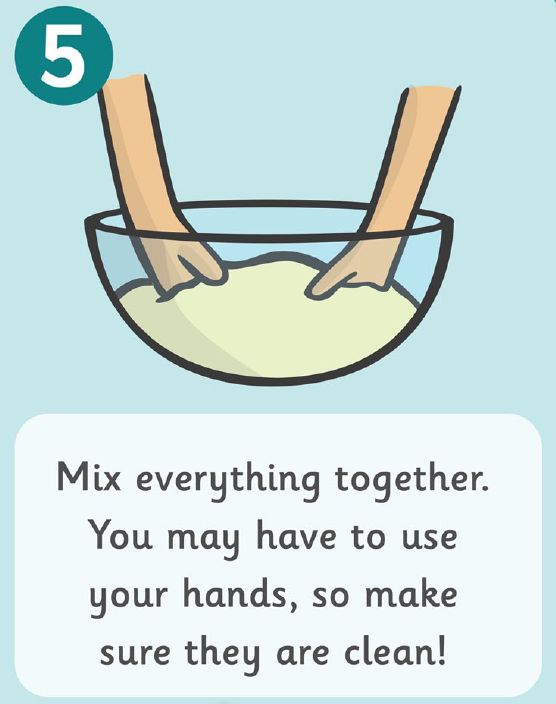 5
Mix everything together.
You may have to use
your hands, so make
sure they are clean!